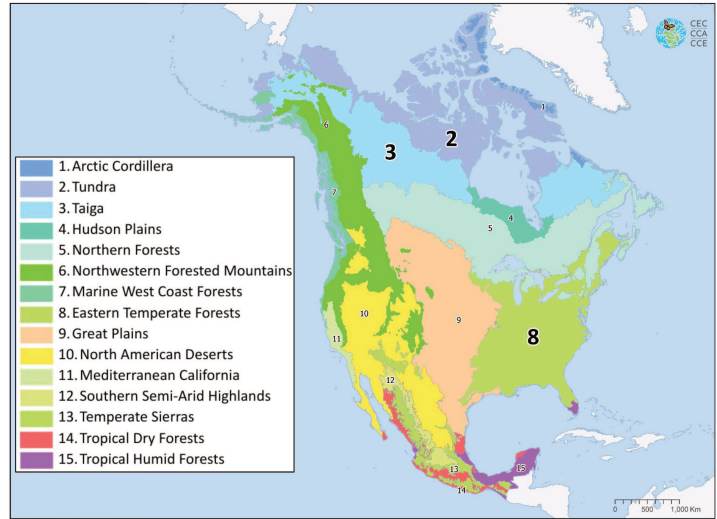 CEC
CCA
CCE
1
2
3
6
7
4
5
1. Arctic Cordillera
2. Tundra
3. Taiga
4. Hudson Plains
5. Northern Forests
6. Northwestern Forested Mountains
7. Marine West Coast Forests
8. Eastern Temperate Forests
9. Great Plains
10. North American Deserts
11. Mediterranean California
12. Southern Semi-Arid Highlands
13. Temperate Sierras
14. Tropical Dry Forests
15. Tropical Humid Forests
10
9
8
11
12
13
15
14
0 500 1,000 Km